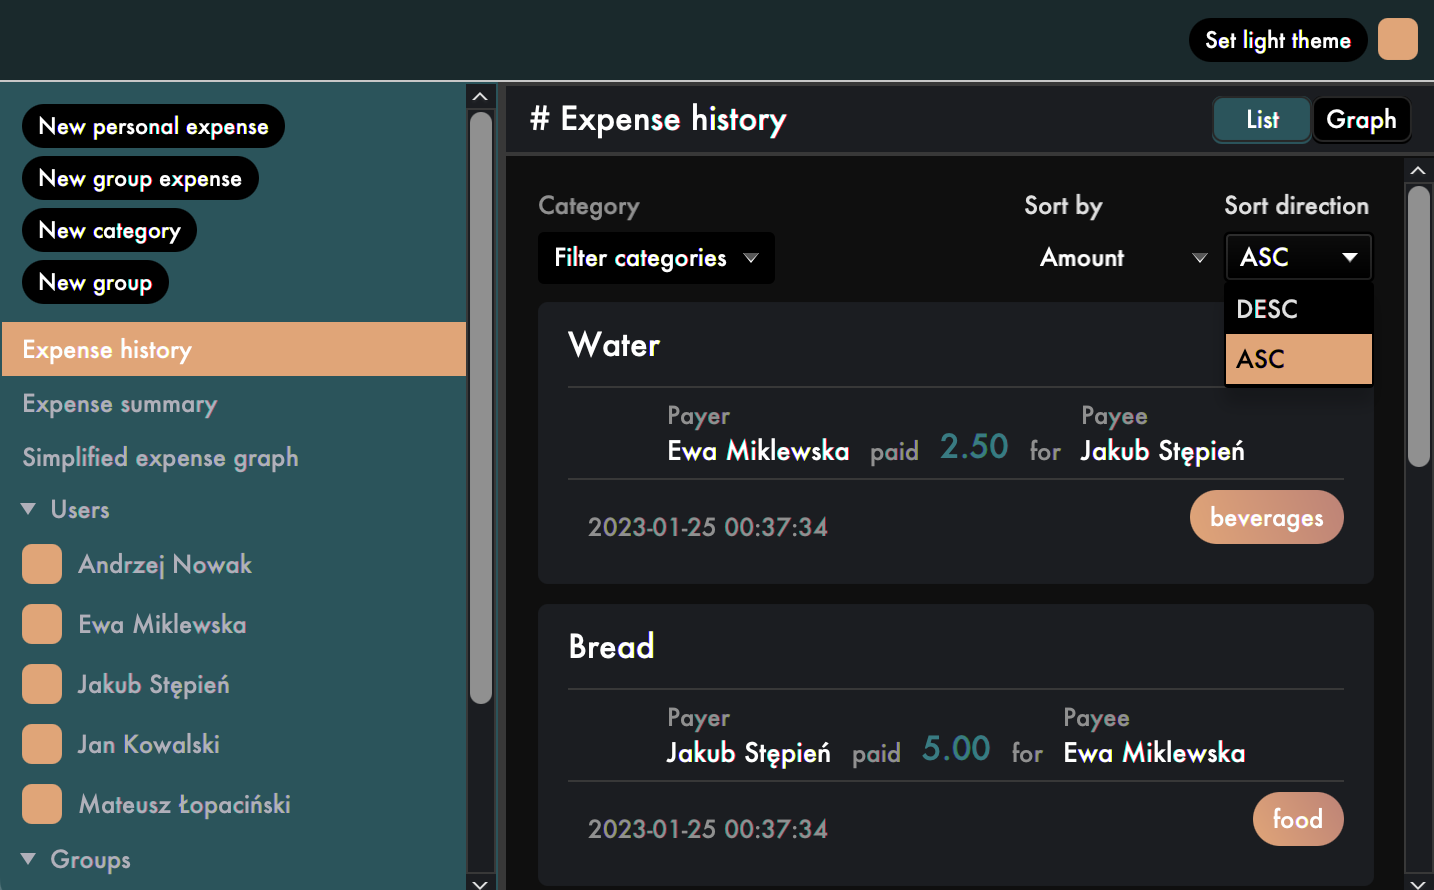 Set light theme
New personal expense
New group expense
New category
New group
Expense history
Expense summary
Simplified expense graph
Users
Andrzej Nowak
Ewa Miklewska
Jakub Stępień
Jan Kowalski
Mateusz Łopaciński
Groups
# Expense history
List
Graph
Category
Sort by
Sort direction
Filter categories
Amount
ASC
DESC
ASC
Water
Payer
Payee
Ewa Miklewska paid 2.50 for Jakub Stępień
2023-01-25 00:37:34
beverages
Bread
Payer
Payee
Jakub Stępień paid 5.00 for Ewa Miklewska
2023-01-25 00:37:34
food